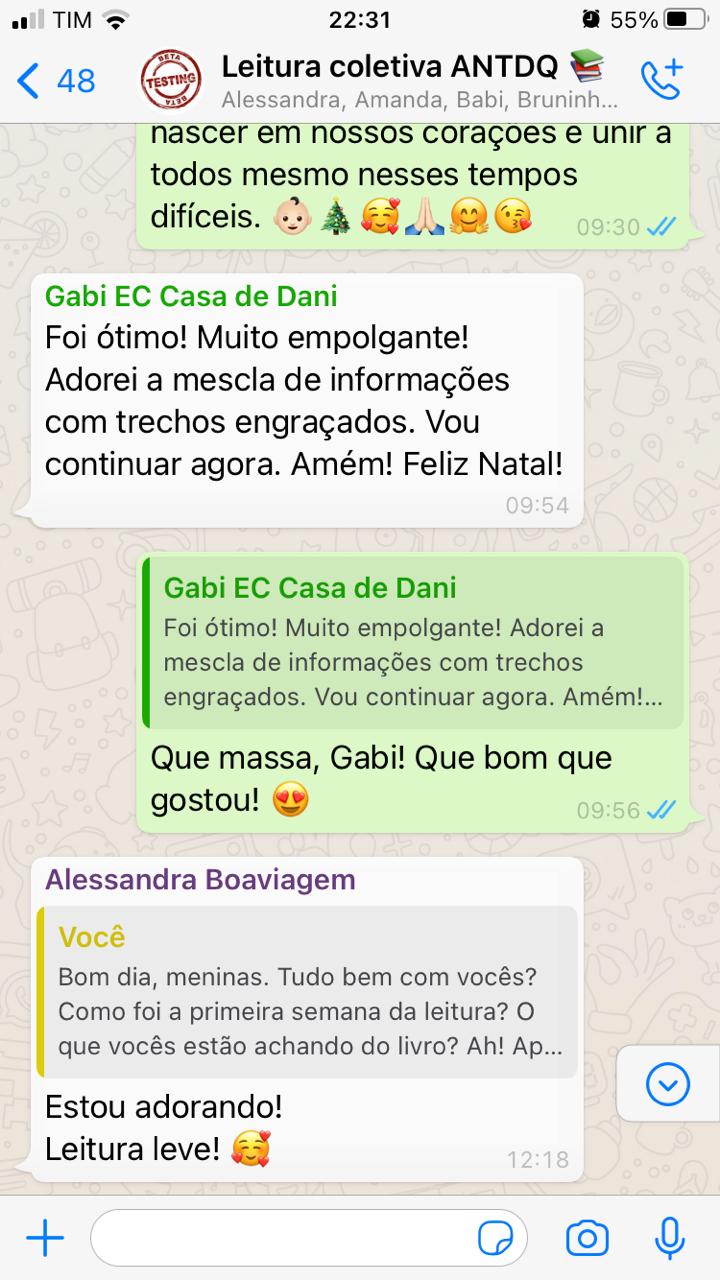 TIM
22:31
55%
48
BETA
TESTING
BETA
Leitura coletiva ANTDQ 📚
Alessandra, Amanda, Babi, Bruninh...
nascer em nossos corações e unir a
todos mesmo nesses tempos
difíceis. 👶🏻🎄🥰🙏🏻🤗😘
09:30
Gabi EC Casa de Dani
Foi ótimo! Muito empolgante!
Adorei a mescla de informações
com trechos engraçados. Vou
continuar agora. Amém! Feliz Natal!
09:54
Gabi EC Casa de Dani
Foi ótimo! Muito empolgante! Adorei a
mescla de informações com trechos
engraçados. Vou continuar agora. Amém!...
Que massa, Gabi! Que bom que
gostou! 😍
09:56
Alessandra Boaviagem
Você
Bom dia, meninas. Tudo bem com vocês?
Como foi a primeira semana da leitura? O
que vocês estão achando do livro? Ah! Ap...
Estou adorando!
Leitura leve! 🥰
12:18